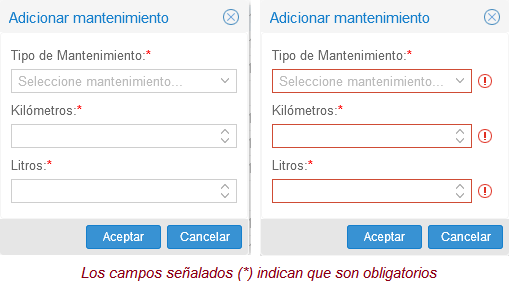 Adicionar mantenimiento
Tipo de Mantenimiento:*
Seleccione mantenimiento...
Kilómetros:*
Litros:*
Aceptar Cancelar
Adicionar mantenimiento
Tipo de Mantenimiento:*
Seleccione mantenimiento...
Kilómetros:*
Litros:*
Aceptar Cancelar
Los campos señalados (*) indican que son obligatorios